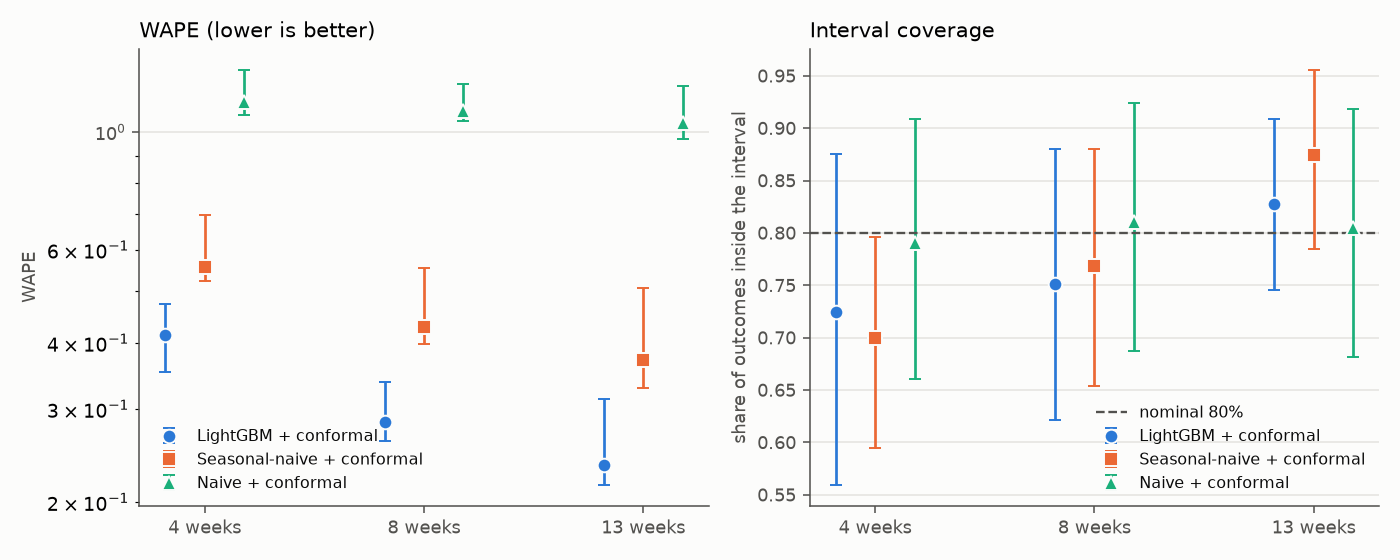 WAPE (lower is better)
WAPE
10⁰
6 × 10⁻¹
4 × 10⁻¹
3 × 10⁻¹
2 × 10⁻¹
LightGBM + conformal
Seasonal-naive + conformal
Naive + conformal
4 weeks
8 weeks
13 weeks
Interval coverage
share of outcomes inside the interval
0.95
0.90
0.85
0.80
0.75
0.70
0.65
0.60
0.55
nominal 80%
LightGBM + conformal
Seasonal-naive + conformal
Naive + conformal
4 weeks
8 weeks
13 weeks